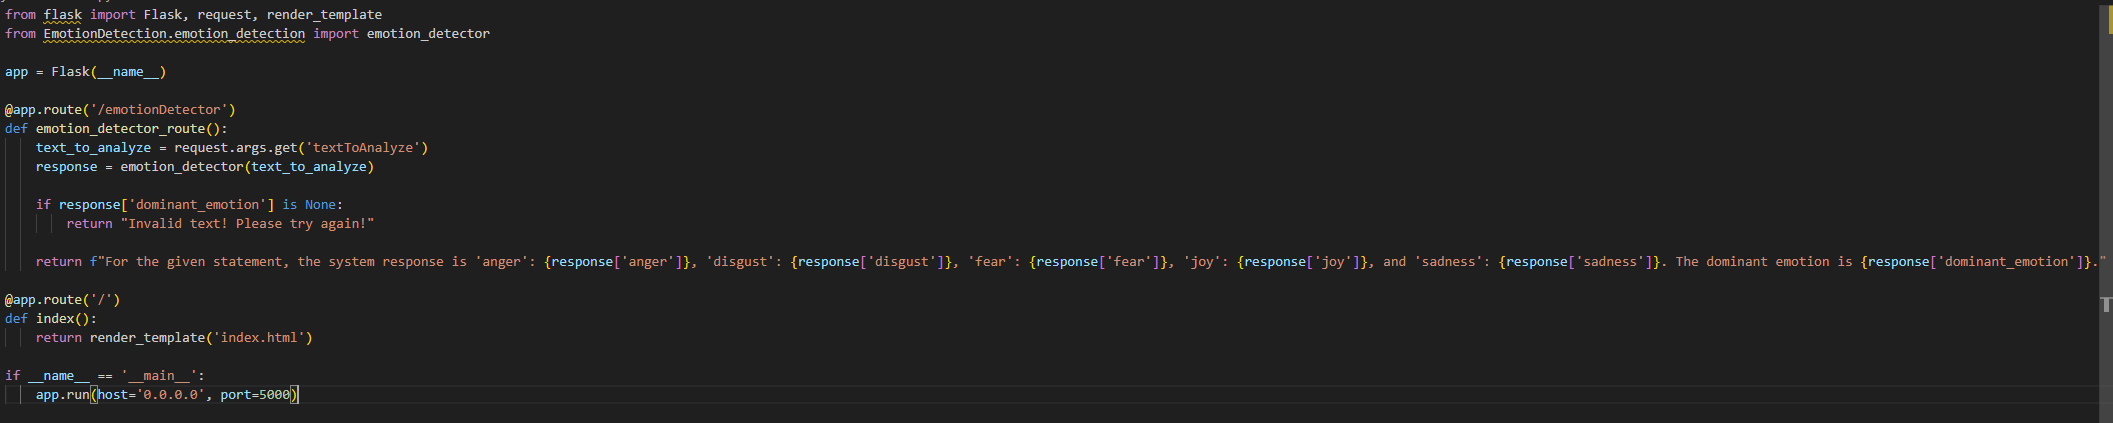 from flask import Flask, request, render_template
from EmotionDetection.emotion_detection import emotion_detector

app = Flask(__name__)

@app.route('/emotionDetector')
def emotion_detector_route():
    text_to_analyze = request.args.get('textToAnalyze')
    response = emotion_detector(text_to_analyze)

    if response['dominant_emotion'] is None:
        return "Invalid text! Please try again!"

    return f"For the given statement, the system response is 'anger': {response['anger']}, 'disgust': {response['disgust']}, 'fear': {response['fear']}, 'joy': {response['joy']}, and 'sadness': {response['sadness']}. The dominant emotion is {response['dominant_emotion']}."

@app.route('/')
def index():
    return render_template('index.html')

if __name__ == '__main__':
    app.run(host='0.0.0.0', port=5000)